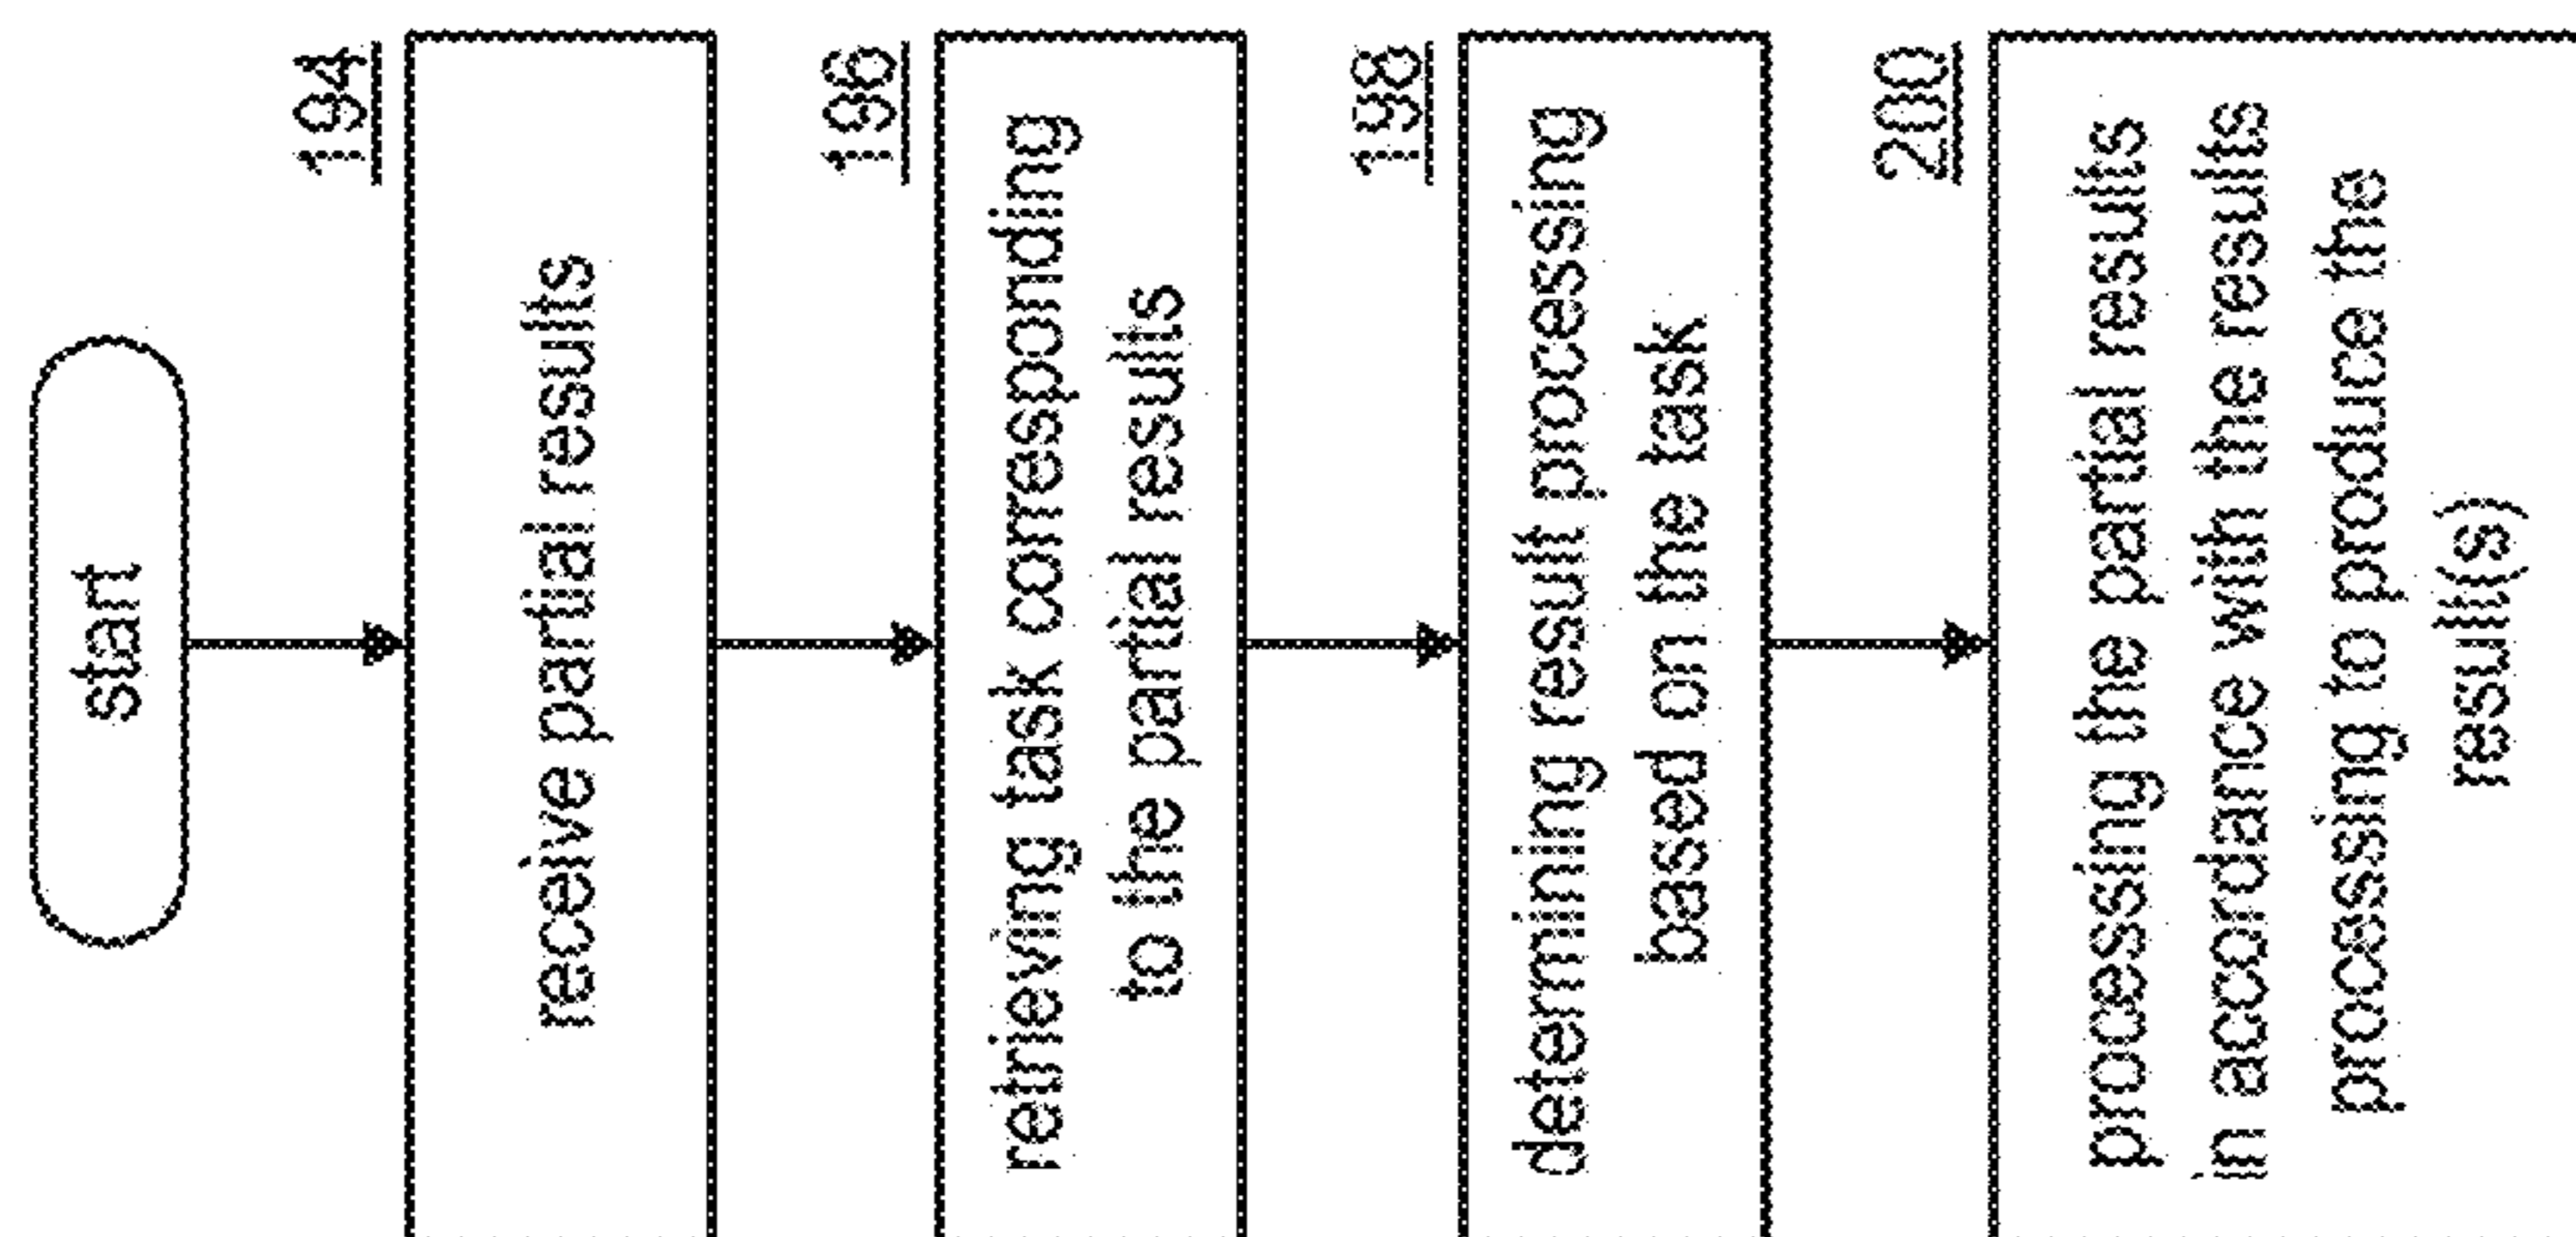 start
194
receive partial results
196
retrieving task corresponding
to the partial results
198
determining result processing
based on the task
200
processing the partial results
in accordance with the results
processing to produce the
result(s)